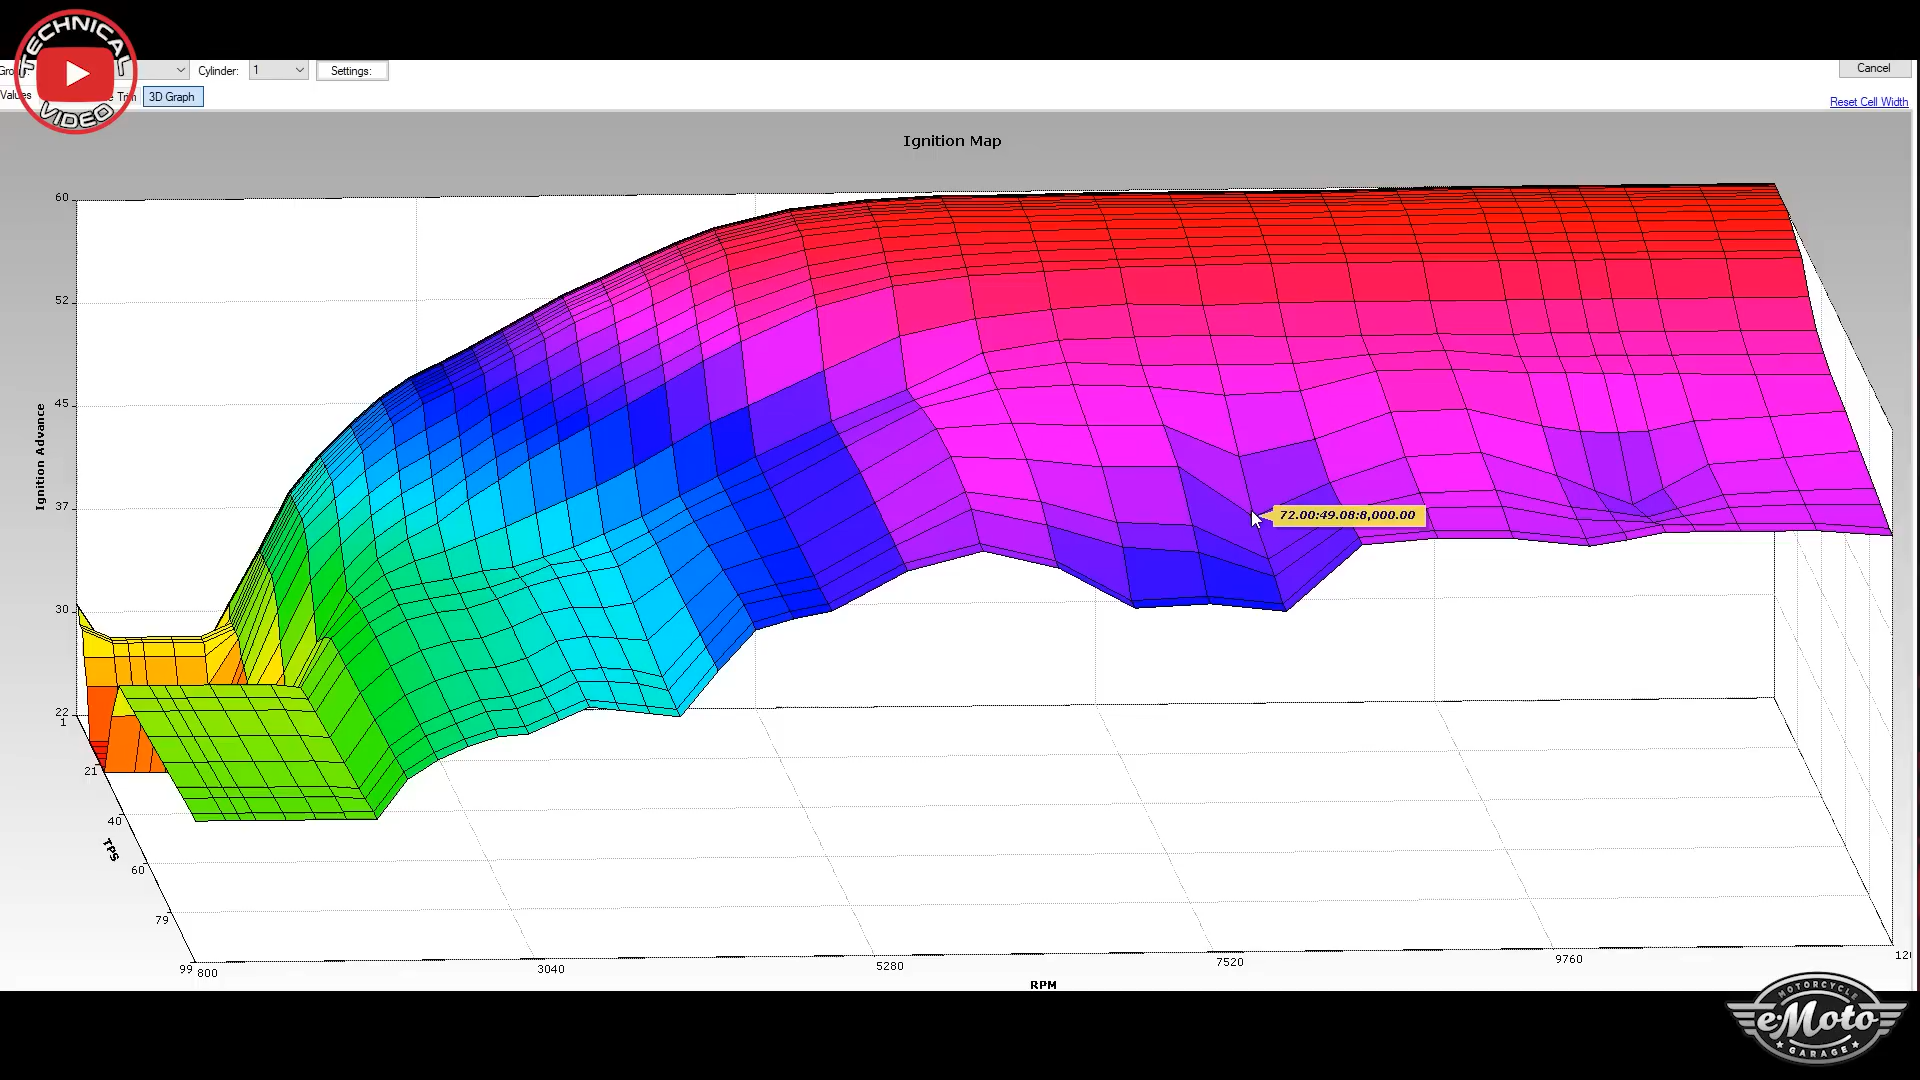 TECHNICAL
VIDEO
Cylinder: 1 Settings: Cancel
Values Trim 3D Graph
Reset Cell Width
Ignition Map
60
52
45
37
30
22
Ignition Advance
1
21
40
60
79
99
TPS
72.00:49.08:8,000.00
800 3040 5280 7520 9760
RPM
MOTORCYCLE
eMoto
GARAGE